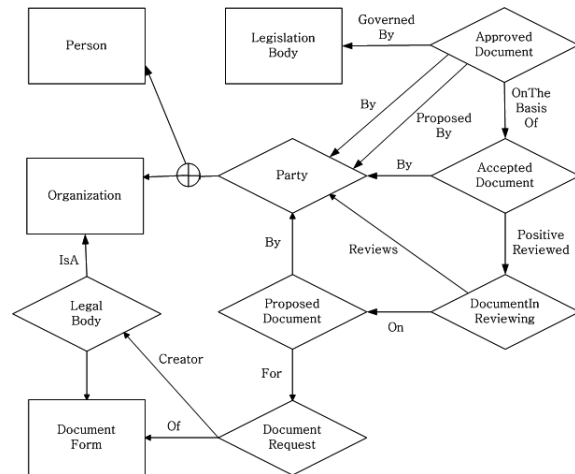 Person
Legislation
Body
Governed
By
Approved
Document
By
Proposed
By
OnThe
Basis
Of
Organization
Party
By
Accepted
Document
IsA
By
Reviews
Positive
Reviewed
Legal
Body
Creator
Proposed
Document
On
DocumentIn
Reviewing
For
Document
Form
Of
Document
Request